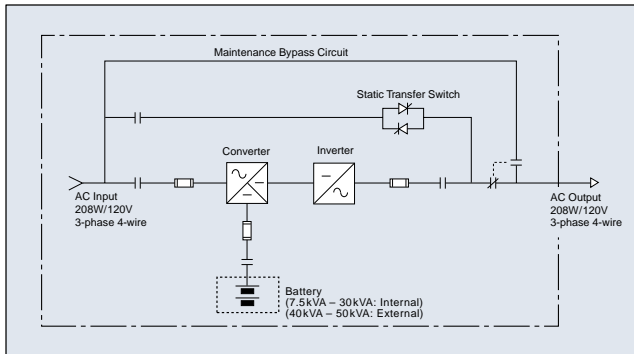 Maintenance Bypass Circuit
Static Transfer Switch
Converter
Inverter
AC Input
208W/120V
3-phase 4-wire
AC Output
208W/120V
3-phase 4-wire
Battery
(7.5kVA – 30kVA: Internal)
(40kVA – 50kVA: External)